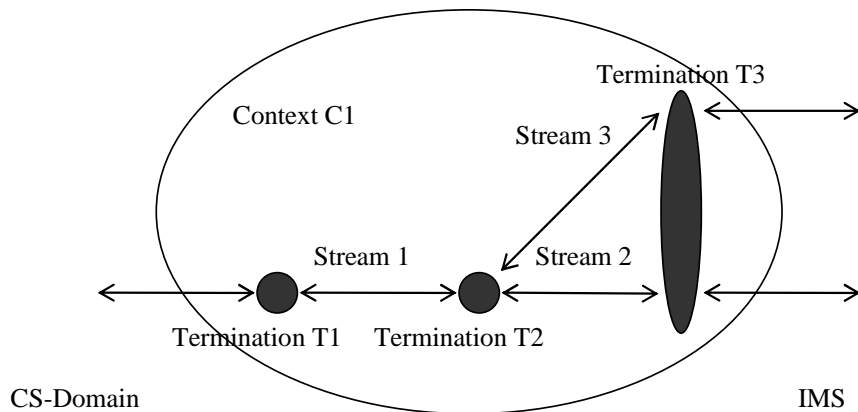 Termination T3
Context C1
Stream 3
Stream 1
Stream 2
Termination T1
Termination T2
CS-Domain
IMS